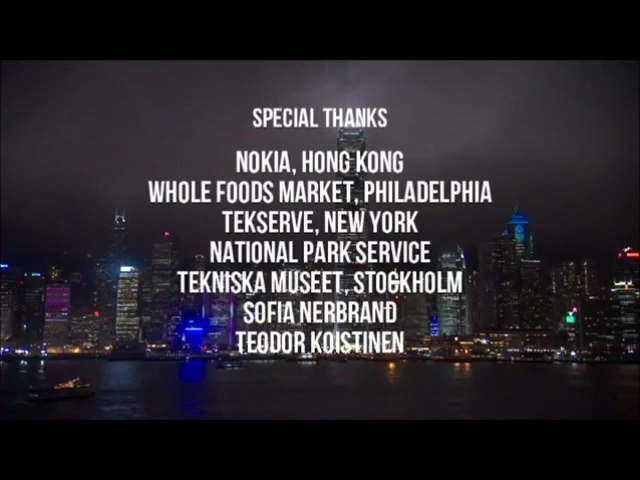 SPECIAL THANKS
NOKIA, HONG KONG
WHOLE FOODS MARKET, PHILADELPHIA
TEKSERVE, NEW YORK
NATIONAL PARK SERVICE
TEKNISKA MUSEET, STOCKHOLM
SOFIA NERBRAND
TEODOR KOISTINEN